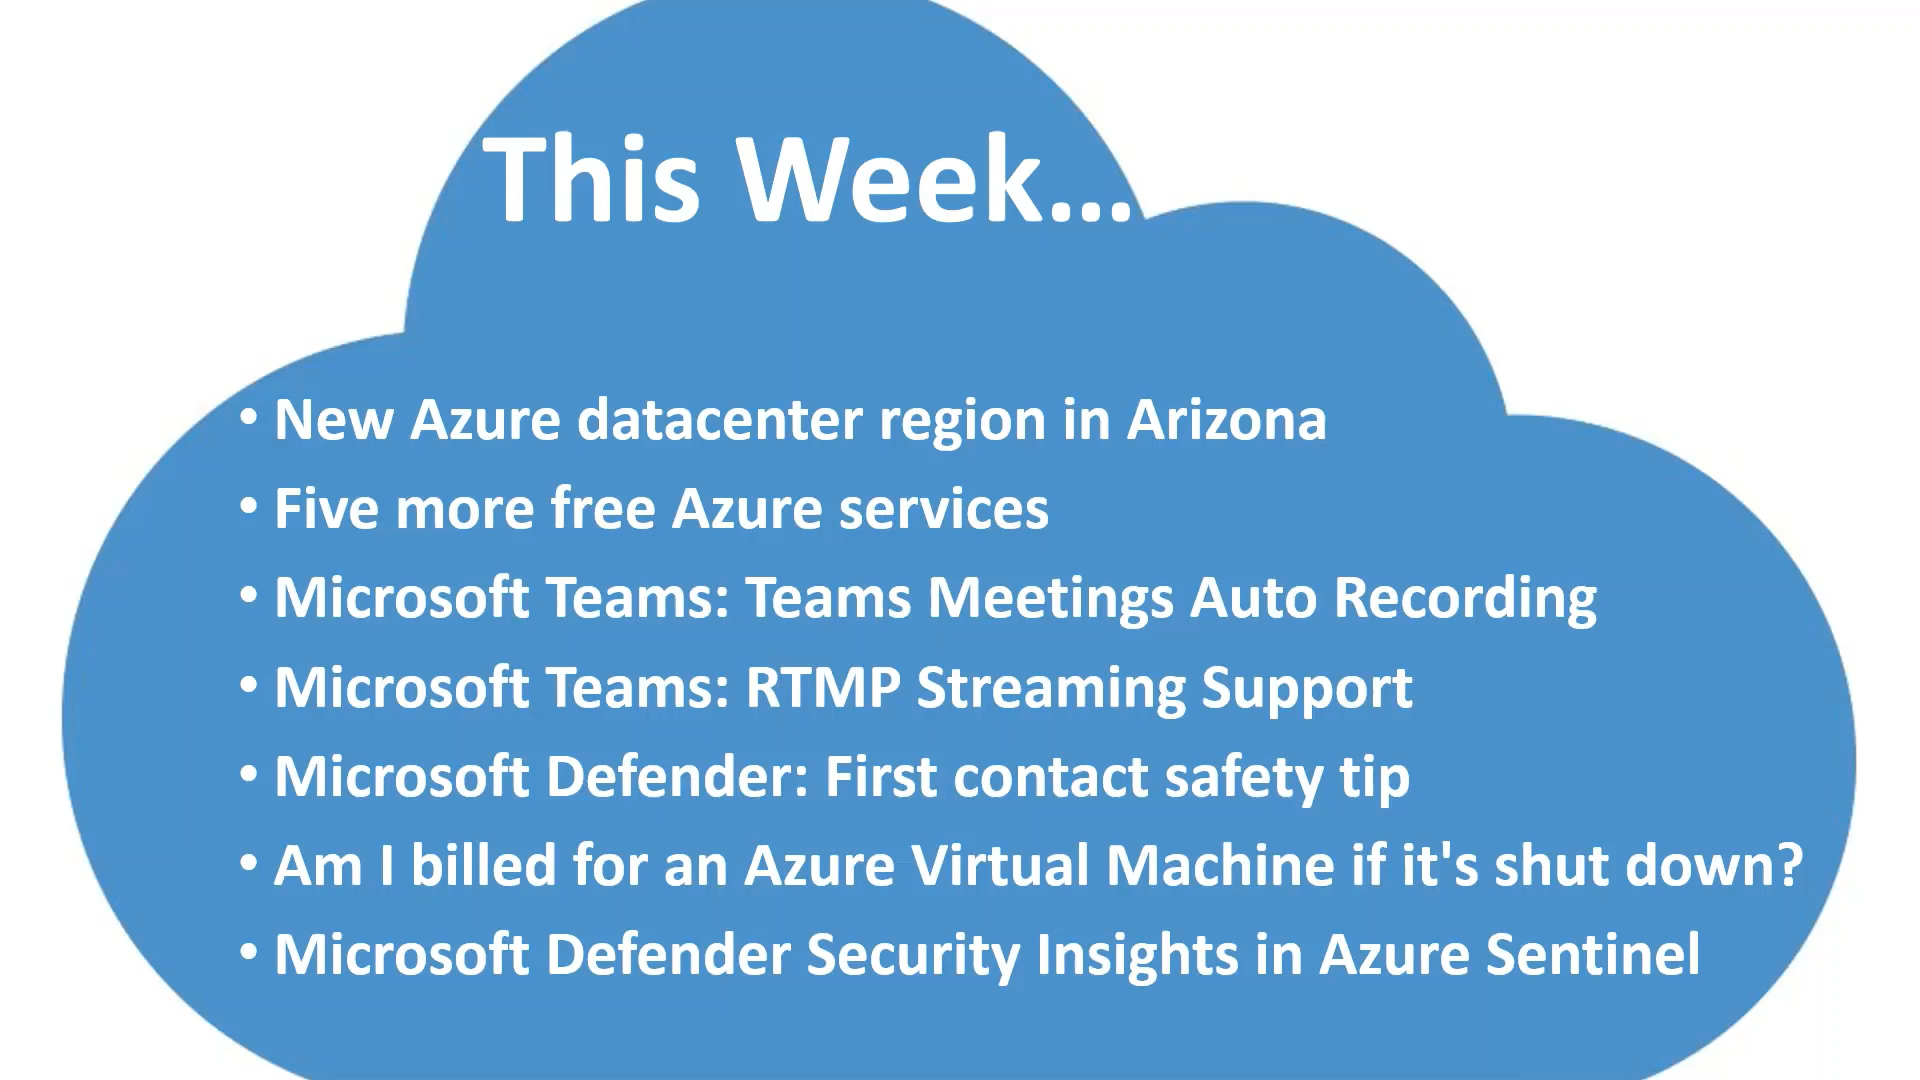 This Week...
• New Azure datacenter region in Arizona
• Five more free Azure services
• Microsoft Teams: Teams Meetings Auto Recording
• Microsoft Teams: RTMP Streaming Support
• Microsoft Defender: First contact safety tip
• Am I billed for an Azure Virtual Machine if it's shut down?
• Microsoft Defender Security Insights in Azure Sentinel